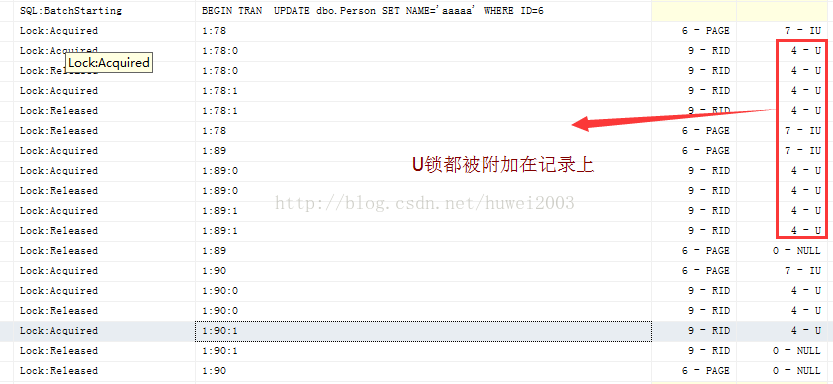 SQL:BatchStarting BEGIN TRAN UPDATE dbo.Person SET NAME='aaaaa' WHERE ID=6
Lock:Acquired 1:78 6 - PAGE 7 - IU
Lock:Acquired 1:78:0 9 - RID 4 - U
Lock:Released 1:78:0 9 - RID 4 - U
Lock:Acquired
Lock:Acquired 1:78:1 9 - RID 4 - U
Lock:Released 1:78:1 9 - RID 4 - U
Lock:Released 1:78 6 - PAGE 7 - IU
Lock:Acquired 1:89 6 - PAGE 7 - IU
U锁都被附加在记录上
Lock:Acquired 1:89:0 9 - RID 4 - U
Lock:Released 1:89:0 9 - RID 4 - U
http://blog.csdn.net/huwei2003
Lock:Acquired 1:89:1 9 - RID 4 - U
Lock:Released 1:89:1 9 - RID 4 - U
Lock:Released 1:89 6 - PAGE 0 - NULL
Lock:Acquired 1:90 6 - PAGE 7 - IU
Lock:Acquired 1:90:0 9 - RID 4 - U
Lock:Released 1:90:0 9 - RID 4 - U
Lock:Acquired 1:90:1 9 - RID 4 - U
Lock:Released 1:90:1 9 - RID 0 - NULL
Lock:Released 1:90 6 - PAGE 0 - NULL